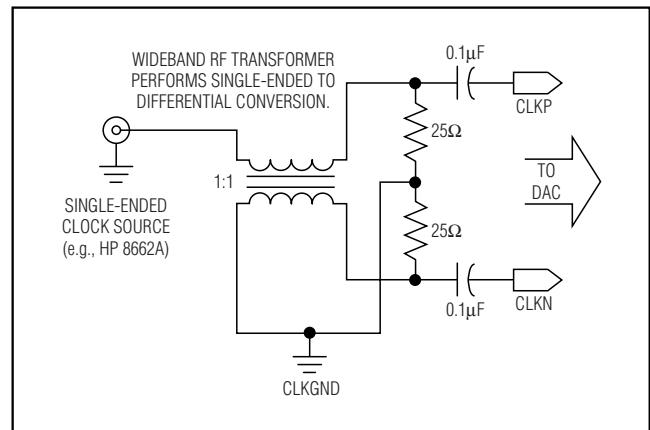 WIDEBAND RF TRANSFORMER
PERFORMS SINGLE-ENDED TO
DIFFERENTIAL CONVERSION.
0.1μF
CLKP
25Ω
1:1
TO
DAC
SINGLE-ENDED
CLOCK SOURCE
(e.g., HP 8662A)
25Ω
0.1μF
CLKN
CLKGND